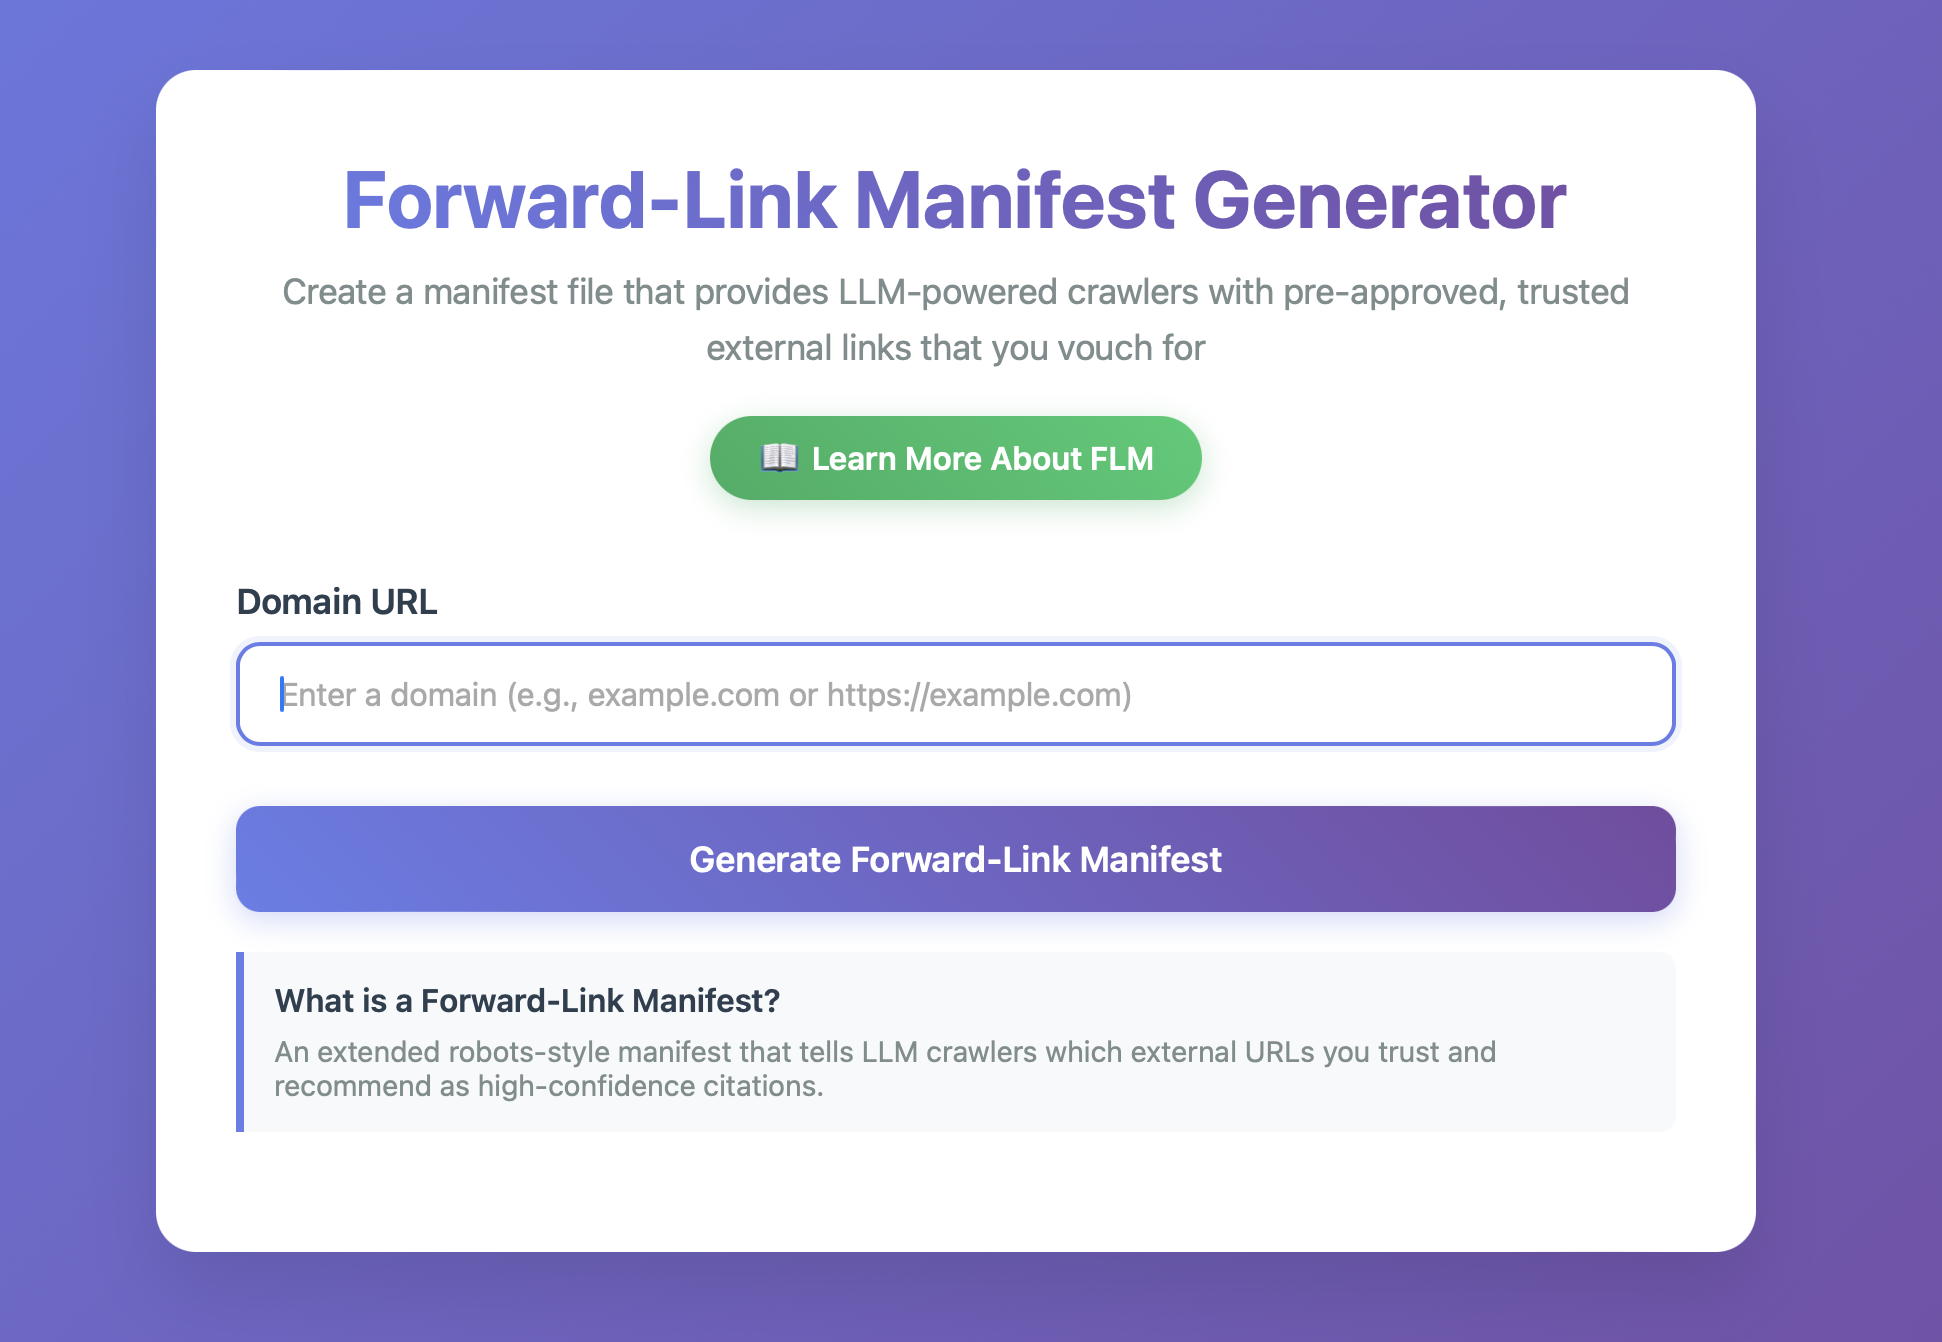 Forward-Link Manifest Generator
Create a manifest file that provides LLM-powered crawlers with pre-approved, trusted
external links that you vouch for
📖 Learn More About FLM
Domain URL
Enter a domain (e.g., example.com or https://example.com)
Generate Forward-Link Manifest
What is a Forward-Link Manifest?
An extended robots-style manifest that tells LLM crawlers which external URLs you trust and
recommend as high-confidence citations.